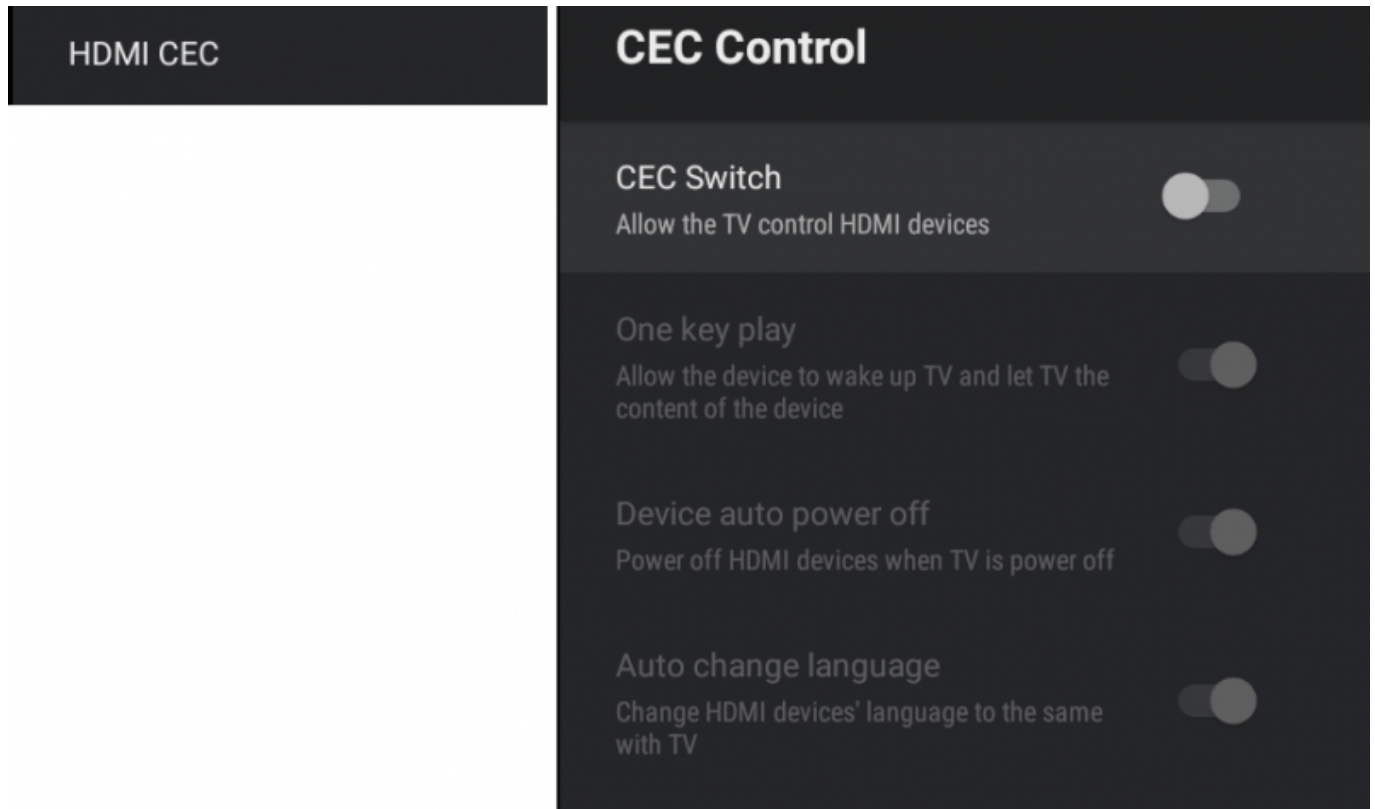 HDMI CEC
CEC Control
CEC Switch
Allow the TV control HDMI devices
One key play
Allow the device to wake up TV and let TV the
content of the device
Device auto power off
Power off HDMI devices when TV is power off
Auto change language
Change HDMI devices' language to the same
with TV